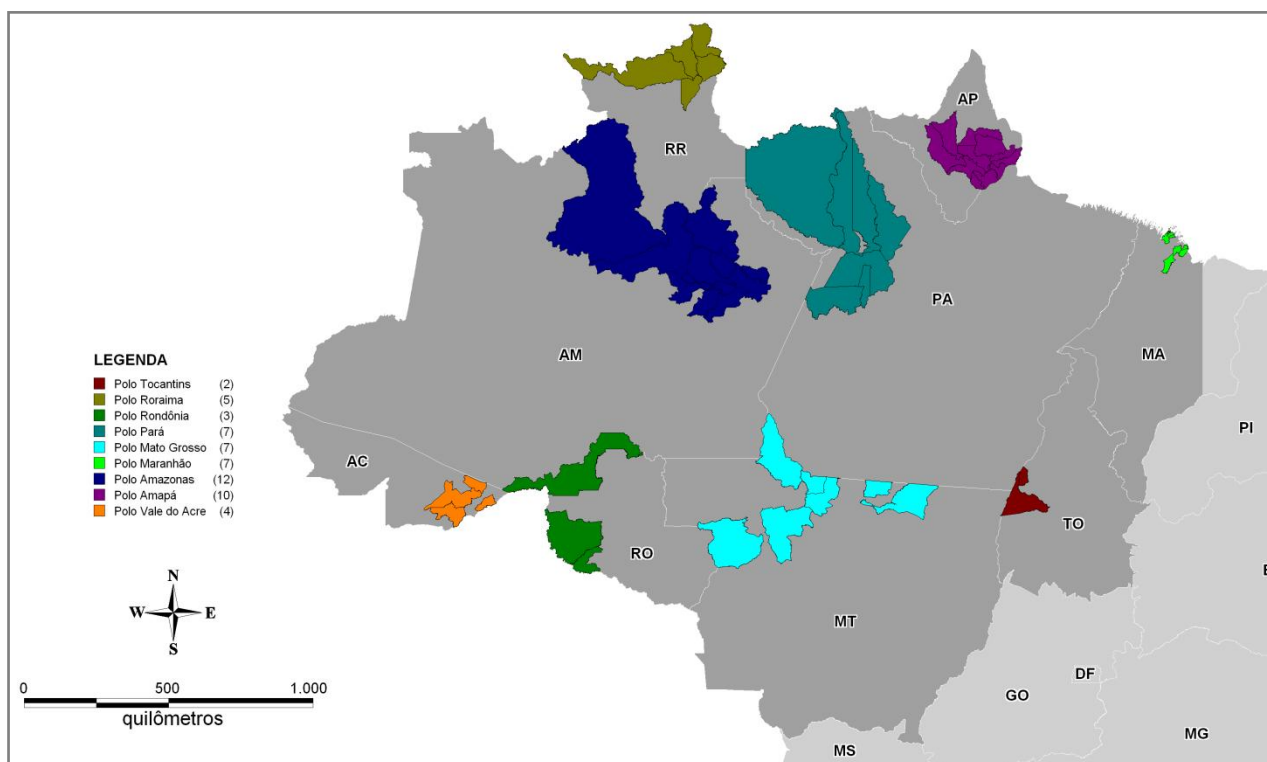 AP
RR
PA
AM
MA
PI
LEGENDA
Polo Tocantins (2)
Polo Roraima (5)
Polo Rondônia (3)
Polo Pará (7)
Polo Mato Grosso (7)
Polo Maranhão (7)
Polo Amazonas (12)
Polo Amapá (10)
Polo Vale do Acre (4)
AC
TO
RO
N
W E
S
MT
DF
GO
MG
MS
0 500 1.000
quilômetros